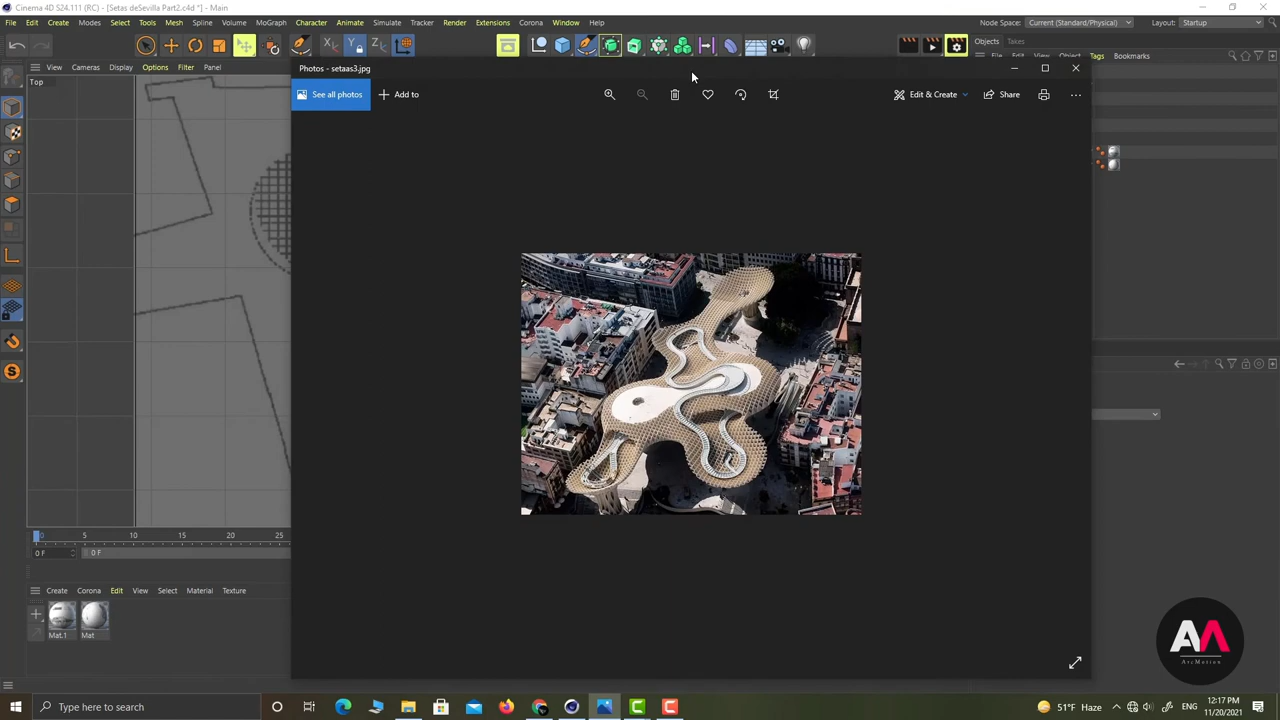 Cinema 4D S24.111 (RC) - [Setas deSevilla Part2.c4d *] - Main
File Edit Create Modes Select Tools Mesh Spline Volume MoGraph Character Animate Simulate Tracker Render Extensions Corona Window Help
Node Space: Current (Standard/Physical) Layout: Startup
Objects Takes
View Object Tags Bookmarks
View Cameras Display Options Filter Panel
Top
Photos - setaas3.jpg
See all photos Add to Edit & Create Share
0 5 10 15 20 25
0 F 0 F
Create Corona Edit View Select Material Texture
Mat.1 Mat
AM
ArcMotion
Type here to search
51°F Haze
12:17 PM
11/20/2021